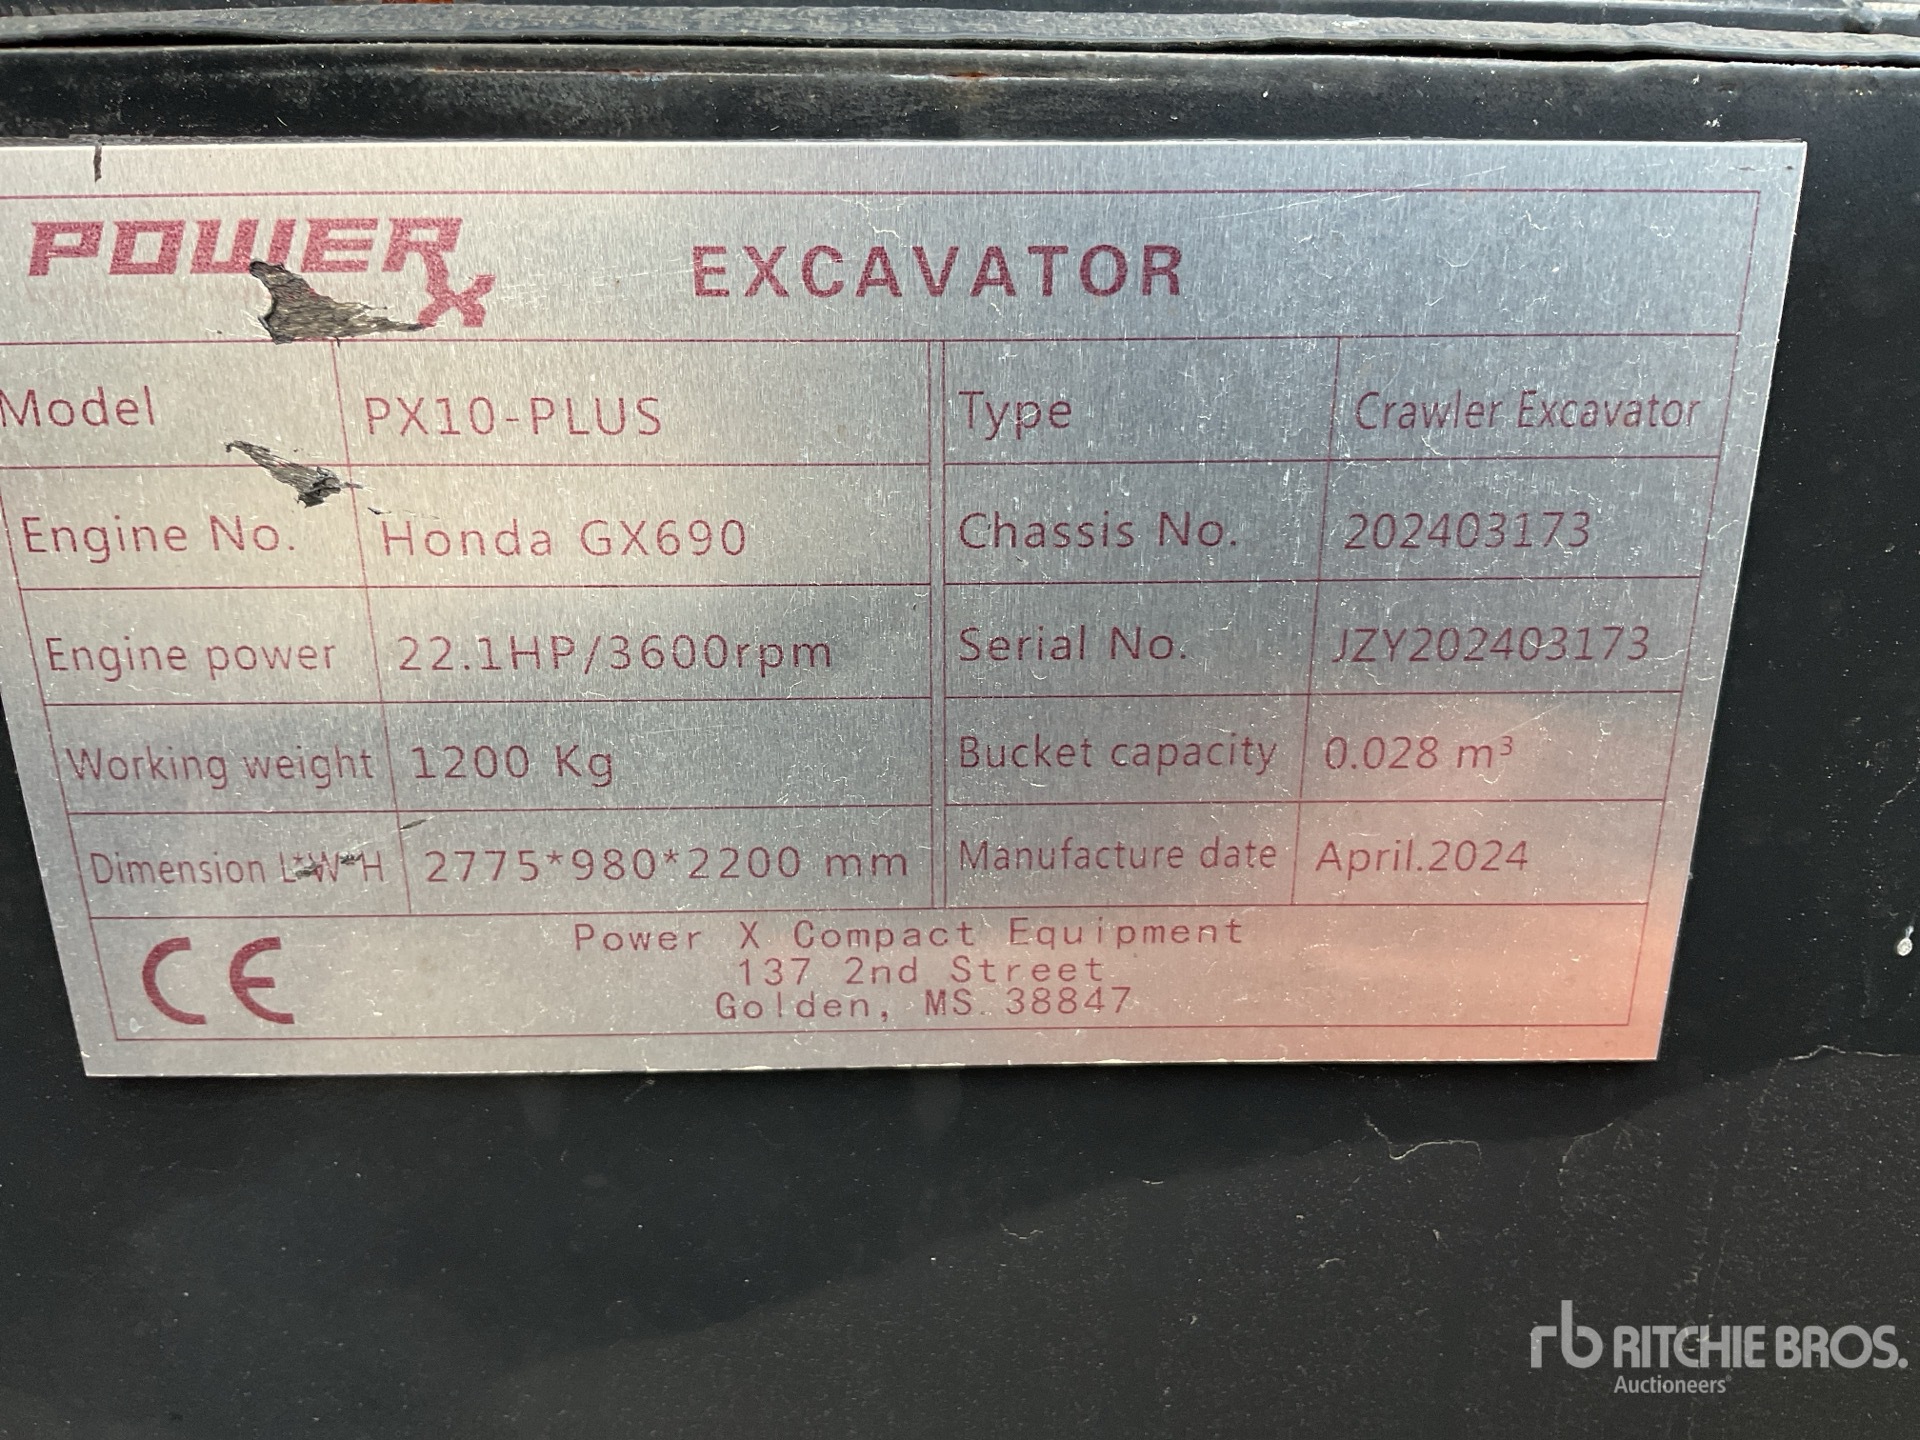 POWER X EXCAVATOR
Model PX10-PLUS Type Crawler Excavator
Engine No. Honda GX690 Chassis No. 202403173
Engine power 22.1HP/3600rpm Serial No. JZY202403173
Working weight 1200 Kg Bucket capacity 0.028 m³
Dimension L*W*H 2775*980*2200 mm Manufacture date April.2024
CE
Power X Compact Equipment
137 2nd Street
Golden, MS. 38847
rb RITCHIE BROS.
Auctioneers